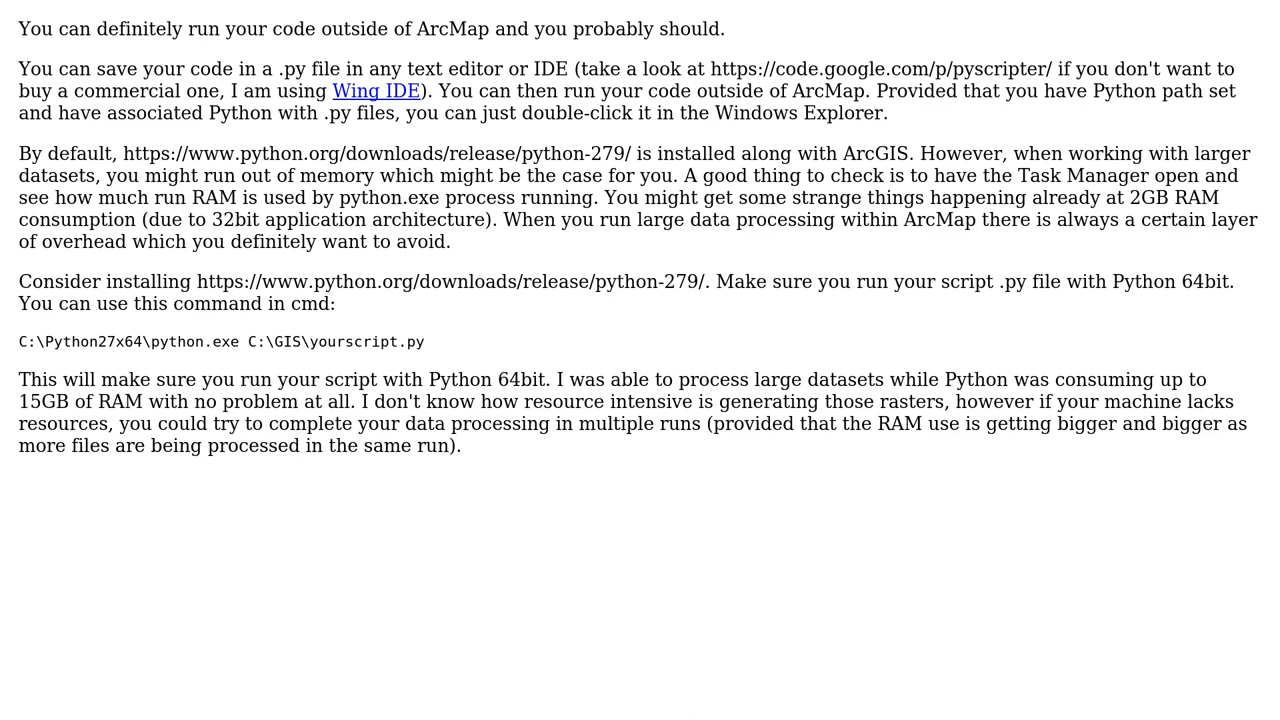 You can definitely run your code outside of ArcMap and you probably should.
You can save your code in a .py file in any text editor or IDE (take a look at https://code.google.com/p/pyscripter/ if you don't want to
buy a commercial one, I am using Wing IDE). You can then run your code outside of ArcMap. Provided that you have Python path set
and have associated Python with .py files, you can just double-click it in the Windows Explorer.
By default, https://www.python.org/downloads/release/python-279/ is installed along with ArcGIS. However, when working with larger
datasets, you might run out of memory which might be the case for you. A good thing to check is to have the Task Manager open and
see how much run RAM is used by python.exe process running. You might get some strange things happening already at 2GB RAM
consumption (due to 32bit application architecture). When you run large data processing within ArcMap there is always a certain layer
of overhead which you definitely want to avoid.
Consider installing https://www.python.org/downloads/release/python-279/. Make sure you run your script .py file with Python 64bit.
You can use this command in cmd:
C:\Python27x64\python.exe C:\GIS\yourscript.py
This will make sure you run your script with Python 64bit. I was able to process large datasets while Python was consuming up to
15GB of RAM with no problem at all. I don't know how resource intensive is generating those rasters, however if your machine lacks
resources, you could try to complete your data processing in multiple runs (provided that the RAM use is getting bigger and bigger as
more files are being processed in the same run).